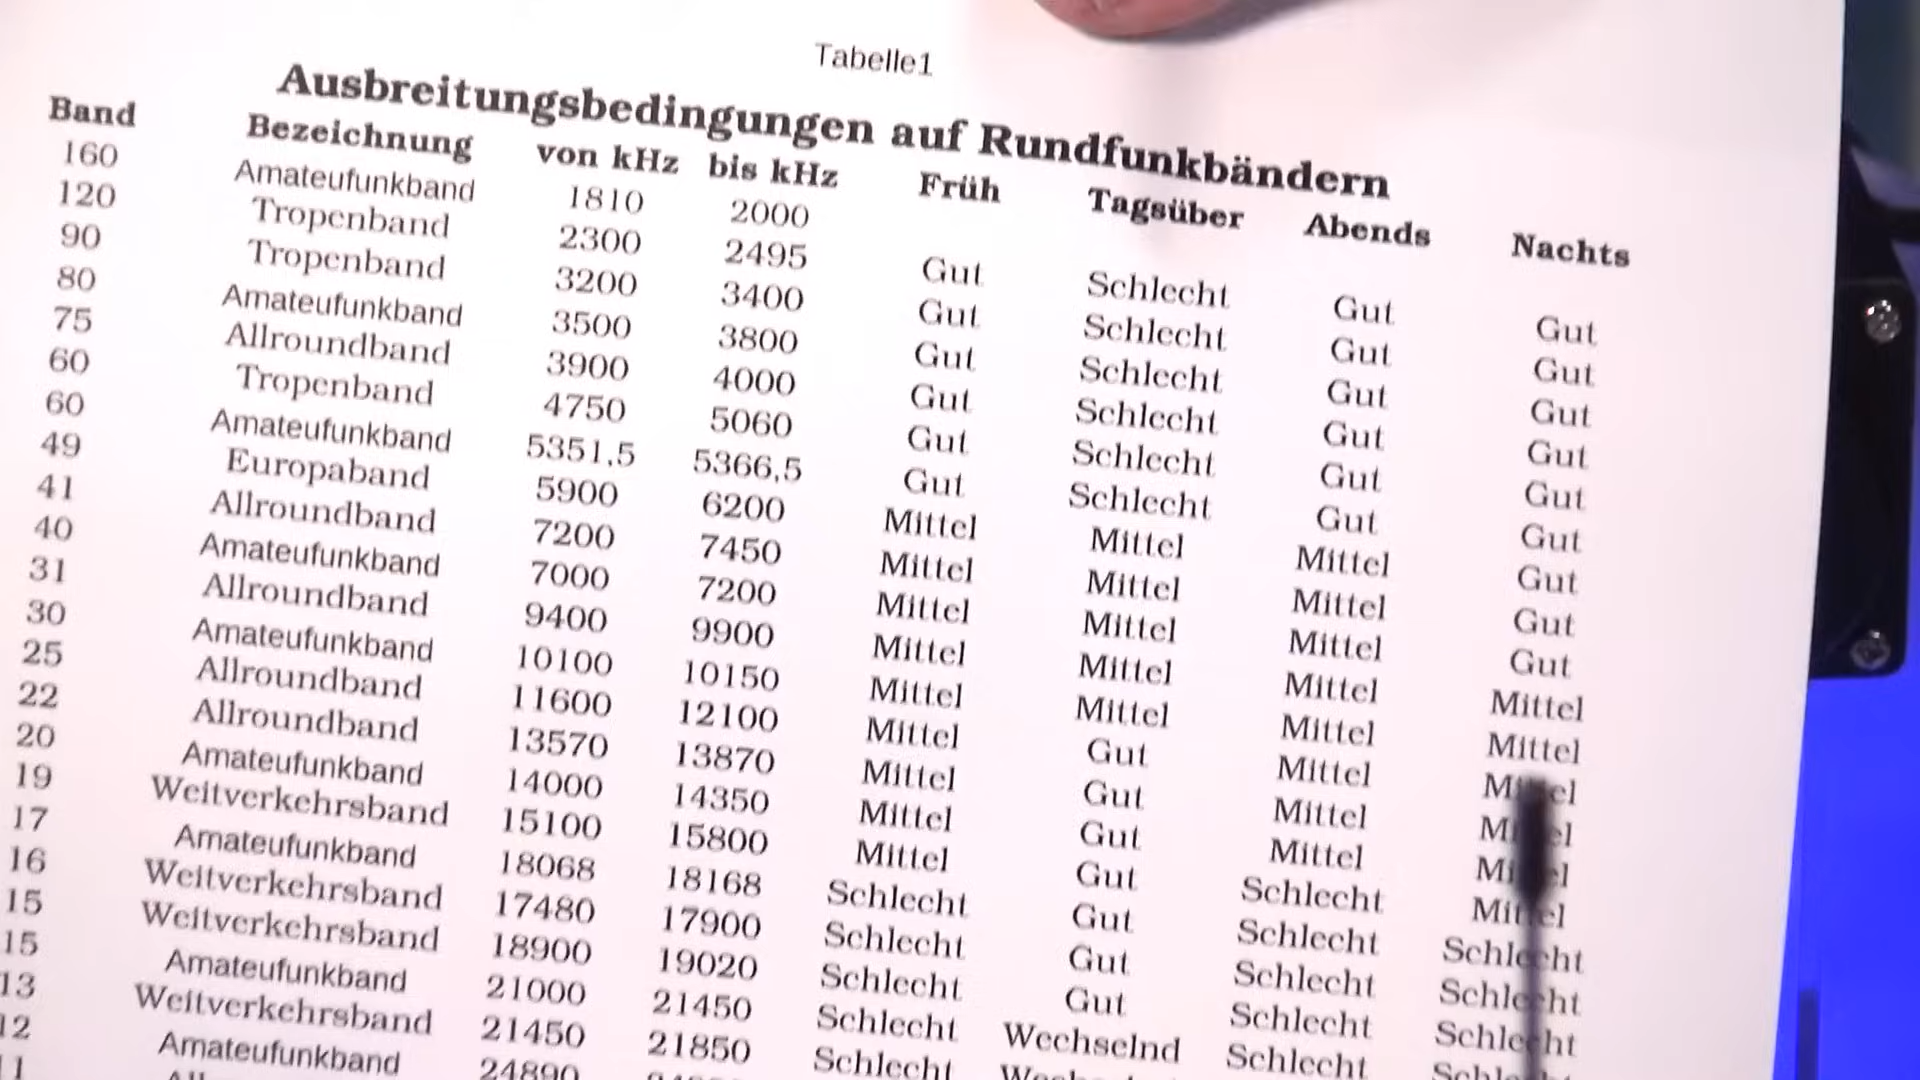 Tabelle1
Ausbreitungsbedingungen auf Rundfunkbändern
Band Bezeichnung von kHz bis kHz Früh Tagsüber Abends Nachts
160 Amateufunkband 1810 2000
120 Tropenband 2300 2495 Gut Schlecht Gut Gut
90 Tropenband 3200 3400 Gut Schlecht Gut Gut
80 Amateufunkband 3500 3800 Gut Schlecht Gut Gut
75 Allroundband 3900 4000 Gut Schlecht Gut Gut
60 Tropenband 4750 5060 Gut Schlecht Gut Gut
60 Amateufunkband 5351,5 5366,5 Gut Schlecht Gut Gut
49 Europaband 5900 6200 Mittel Mittel Mittel Gut
41 Allroundband 7200 7450 Mittel Mittel Mittel Gut
40 Amateufunkband 7000 7200 Mittel Mittel Mittel Gut
31 Allroundband 9400 9900 Mittel Mittel Mittel Mittel
30 Amateufunkband 10100 10150 Mittel Mittel Mittel Mittel
25 Allroundband 11600 12100 Mittel Gut Mittel Mittel
22 Allroundband 13570 13870 Mittel Gut Mittel Mittel
20 Amateufunkband 14000 14350 Mittel Gut Mittel Mittel
19 Weitverkehrsband 15100 15800 Mittel Gut Schlecht Mittel
17 Amateufunkband 18068 18168 Schlecht Gut Schlecht Schlecht
16 Weitverkehrsband 17480 17900 Schlecht Gut Schlecht Schlecht
15 Weitverkehrsband 18900 19020 Schlecht Gut Schlecht Schlecht
15 Amateufunkband 21000 21450 Schlecht Wechselnd Schlecht
13 Weitverkehrsband 21450 21850 Schlecht
12 Amateufunkband 24890